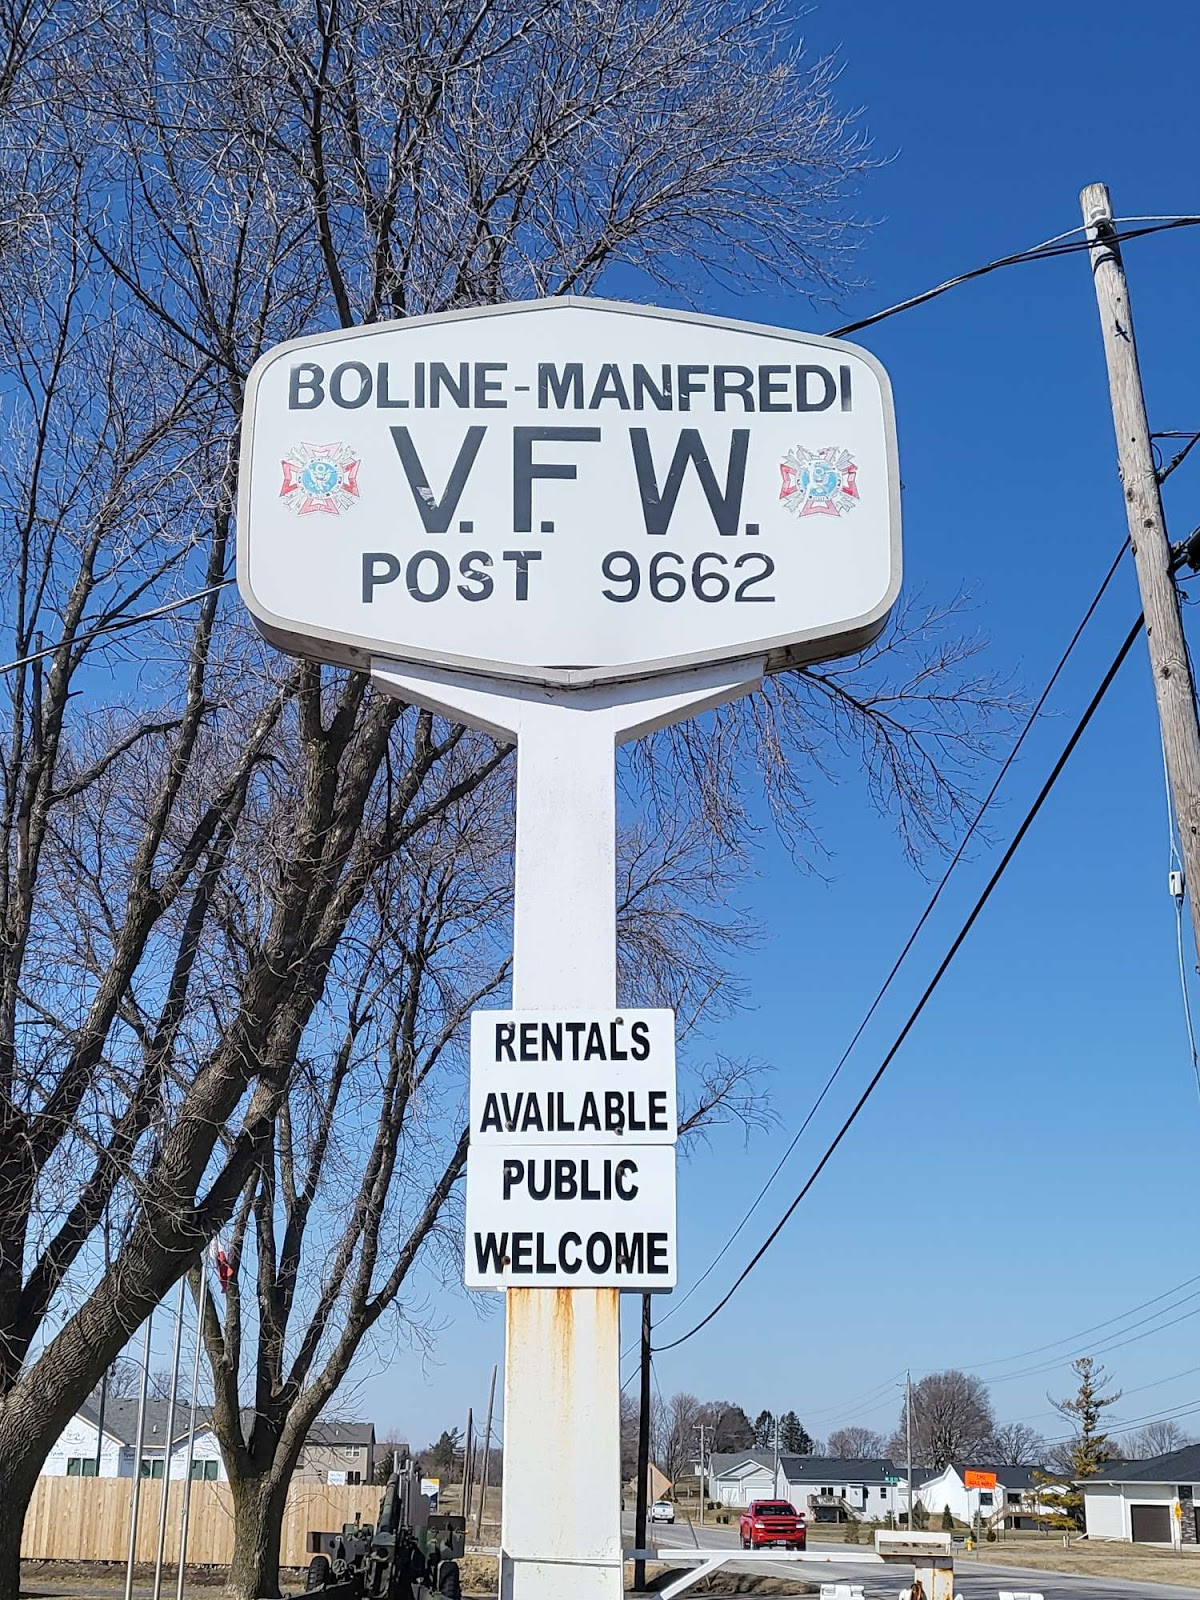 BOLINE-MANFREDI
V.F.W.
POST 9662
RENTALS
AVAILABLE
PUBLIC
WELCOME